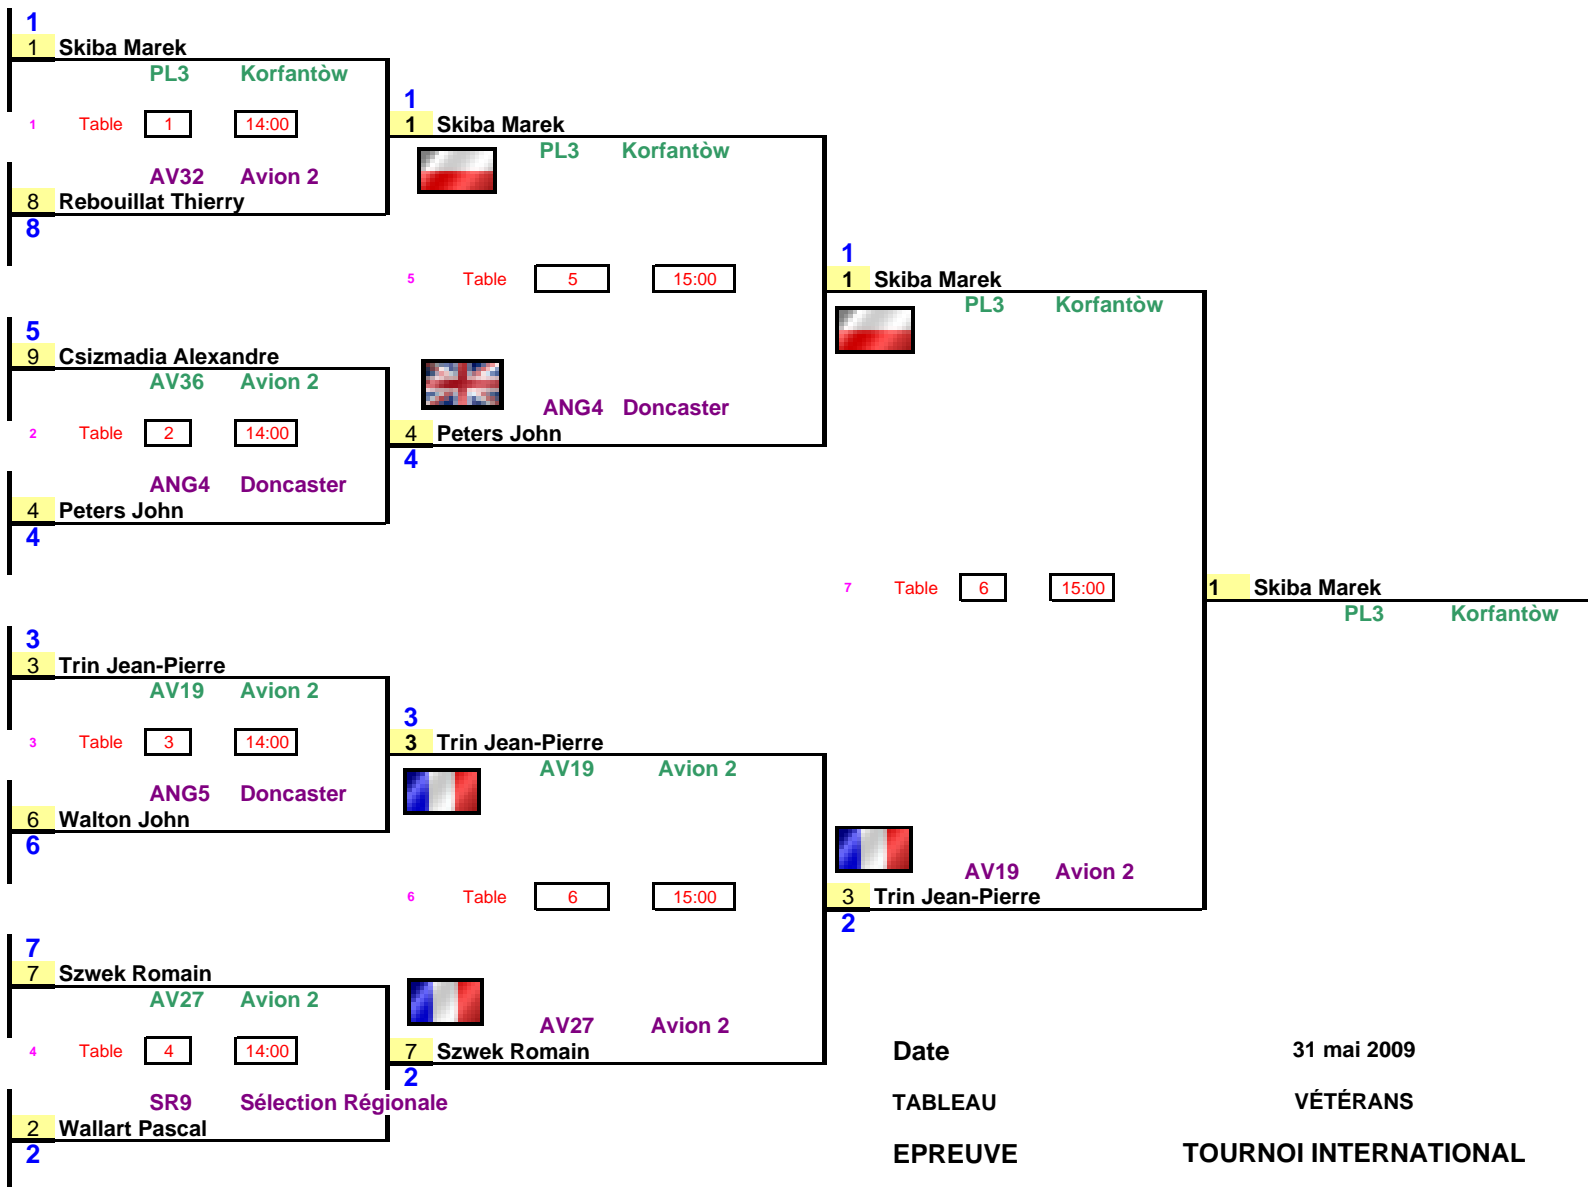 1
1 Skiba Marek
PL3 Korfantòw
1
1 Table 1 14:00
1 Skiba Marek
PL3 Korfantòw
AV32 Avion 2
8 Rebouillat Thierry
8
1
5 Table 5 15:00
1 Skiba Marek
PL3 Korfantòw
5
9 Csizmadia Alexandre
AV36 Avion 2
ANG4 Doncaster
2 Table 2 14:00
4 Peters John
4
ANG4 Doncaster
4 Peters John
4
7 Table 6 15:00
1 Skiba Marek
PL3 Korfantòw
3
3 Trin Jean-Pierre
AV19 Avion 2
3
3 Table 3 14:00
3 Trin Jean-Pierre
AV19 Avion 2
ANG5 Doncaster
6 Walton John
6
AV19 Avion 2
6 Table 6 15:00
3 Trin Jean-Pierre
2
7
7 Szwek Romain
AV27 Avion 2
AV27 Avion 2
4 Table 4 14:00
7 Szwek Romain
2
SR9 Sélection Régionale
2 Wallart Pascal
2
Date 31 mai 2009
TABLEAU VÉTÉRANS
EPREUVE TOURNOI INTERNATIONAL